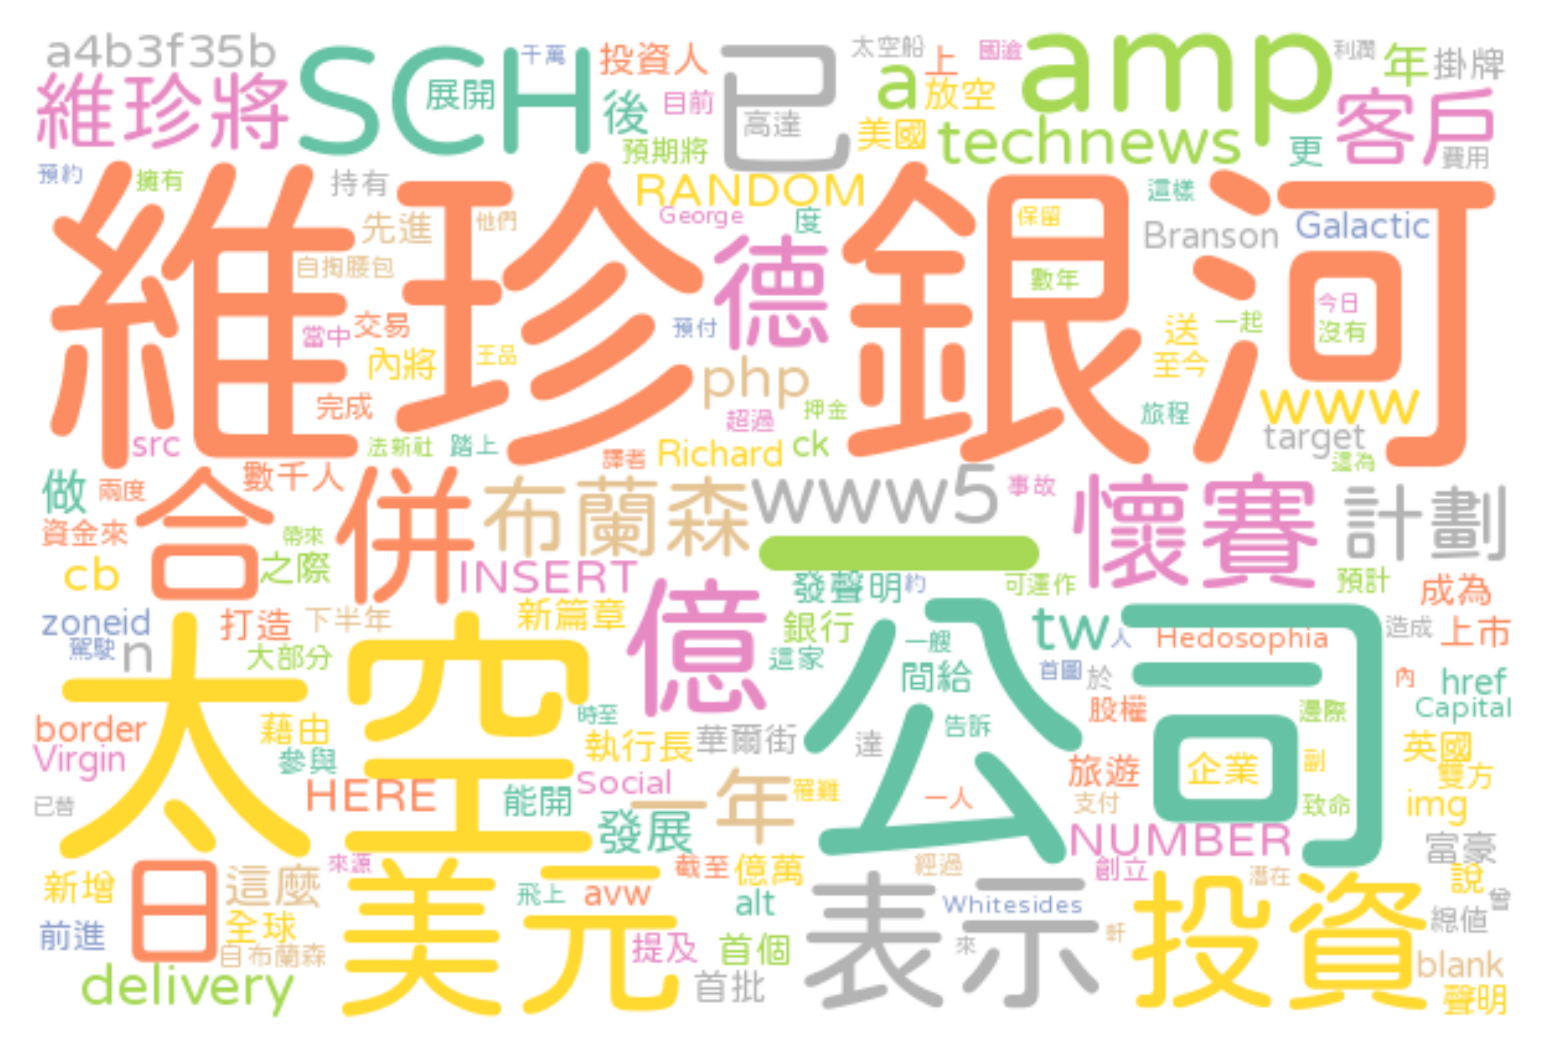 a4b3f35b SCH 千萬 投資人 已 太空船 a 上 國逾 amp 利潤 年 掛牌
維珍將 展開 後 目前 高達 放空 客戶
預期將 美國 technews 更 費用
預約 擁有 持有 RANDOM 這樣
維珍銀河 先進 他們 George 度 保留 Branson Galactic
自掏腰包 德 數年 今日
當中 交易 預付 送 一起 沒有
內將 王品 至今
完成 php 押金 旅程 www
src 法新社 踏上 超過 ck target
譯者 Richard 這為
做 兩度 合併 數千人 布蘭森 www5 事故 懷賽 計劃
資金來 帶來 一
cb 之際 INSERT 發聲明 約 可運作 預計 成為
zoneid 打造 下半年 新篇章 億 銀行 公司 一艘 tw 人 Hedosophia 造成 上市
駕駛 n 大部分 這家 間給 首圖 於 內 href
太空 股權 邊際 Capital
border 藉由 時至 告訴
Virgin 參與 執行長 華爾街 達 旅遊 企業 副 英國
雙方
已替 HERE 能開 Social 一年 罹難 一人 支付 致命 img
發展 NUMBER 富豪
日 這麼 來源 美元 截至 億萬 經過 創立 潛在 說
新增 飛上 avw alt 表示 Whitesides 投資 曾
前進 全球 總值
自布蘭森 提及 首個 來 軒 blank
delivery 首批 聲明